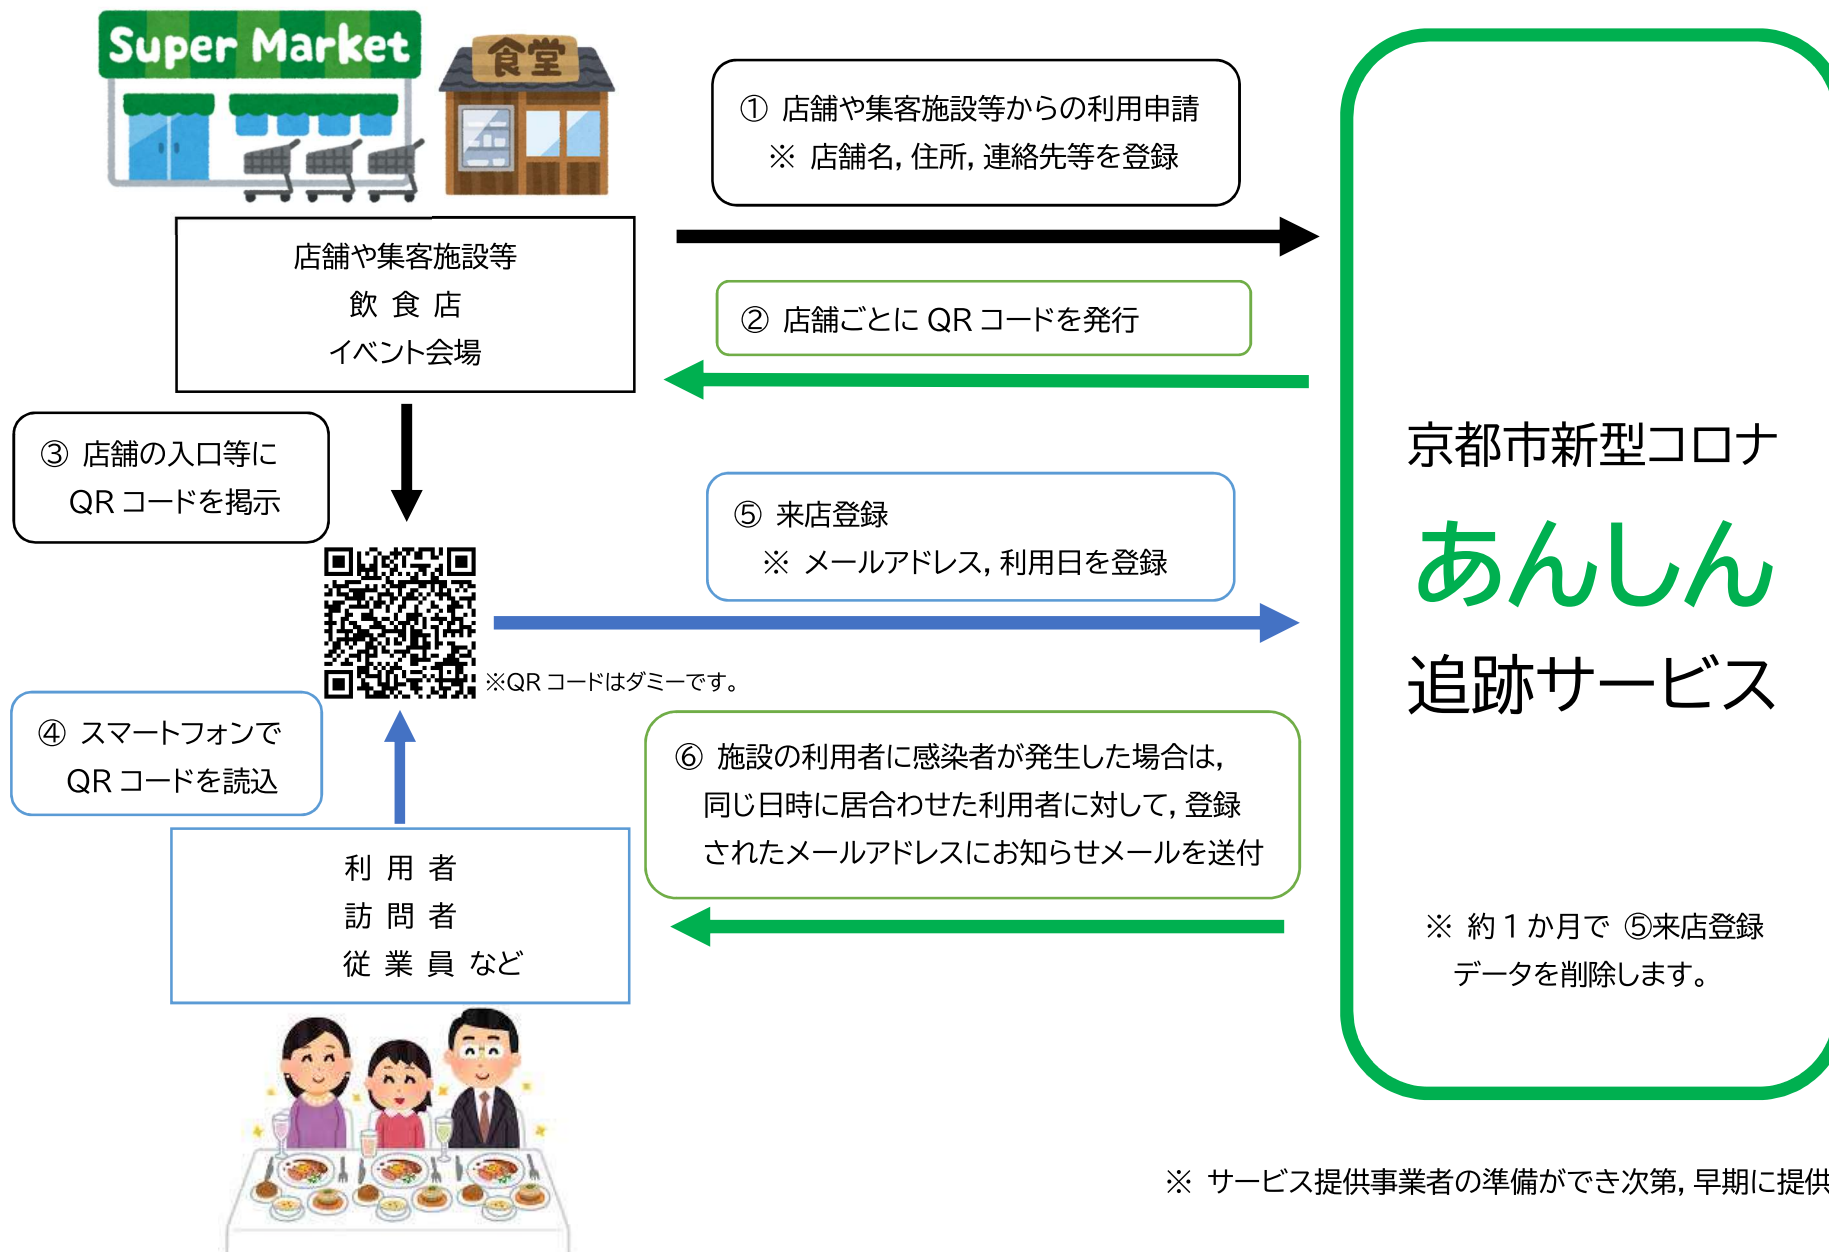 Super Market
食堂
① 店舗や集客施設等からの利用申請
※ 店舗名，住所，連絡先等を登録
店舗や集客施設等
飲 食 店
イベント会場
② 店舗ごとに QR コードを発行
③ 店舗の入口等に
QR コードを掲示
⑤ 来店登録
※ メールアドレス，利用日を登録
※QR コードはダミーです。
④ スマートフォンで
QR コードを読込
⑥ 施設の利用者に感染者が発生した場合は，
同じ日時に居合わせた利用者に対して，登録
されたメールアドレスにお知らせメールを送付
利 用 者
訪 問 者
従 業 員 など
京都市新型コロナ
あんしん
追跡サービス
※ 約１か月で ⑤来店登録
データを削除します。
※ サービス提供事業者の準備ができ次第，早期に提供